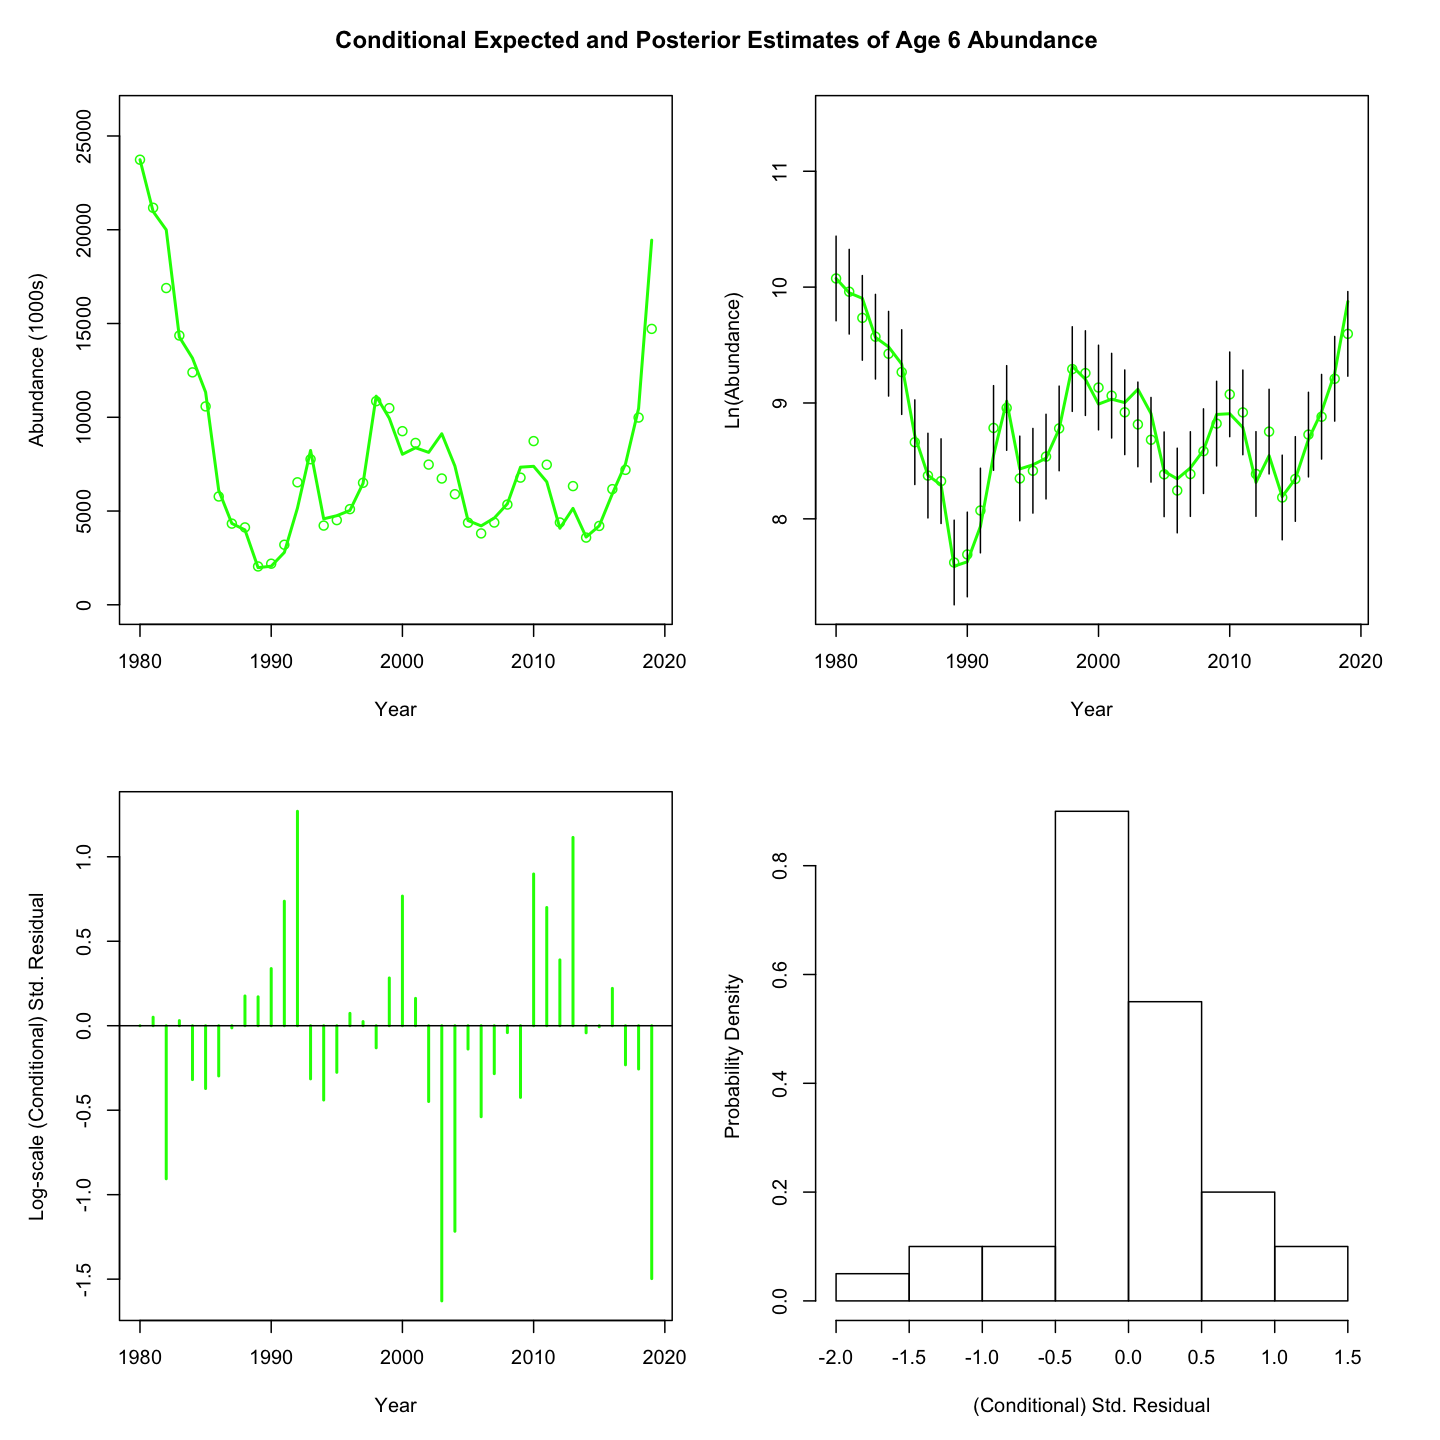 Conditional Expected and Posterior Estimates of Age 6 Abundance
Abundance (1000s)
25000
20000
15000
10000
5000
0
1980 1990 2000 2010 2020
Year
Ln(Abundance)
11
10
9
8
1980 1990 2000 2010 2020
Year
Log-scale (Conditional) Std. Residual
1.0
0.5
0.0
-0.5
-1.0
-1.5
1980 1990 2000 2010 2020
Year
Probability Density
0.8
0.6
0.4
0.2
0.0
-2.0 -1.5 -1.0 -0.5 0.0 0.5 1.0 1.5
(Conditional) Std. Residual